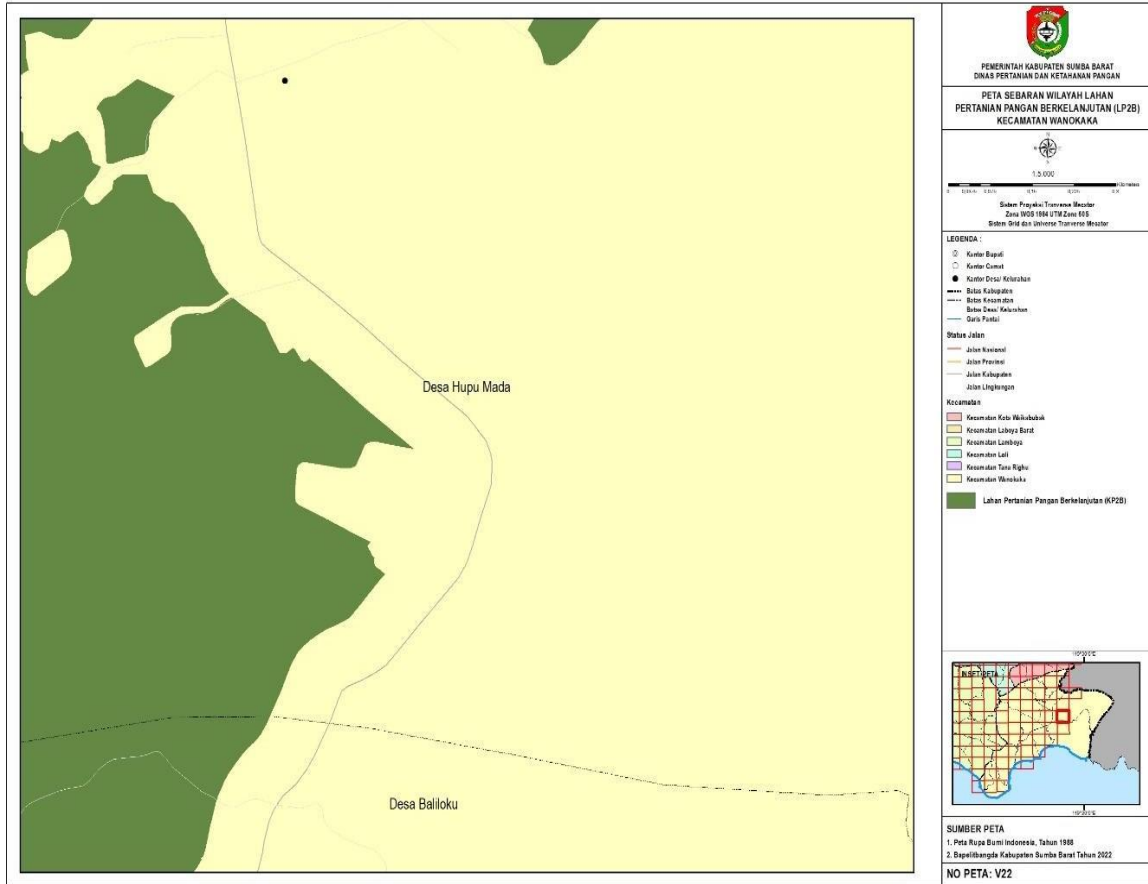 Desa Hupu Mada
Desa Baliloku
PEMERINTAH KABUPATEN SUMBA BARAT
DINAS PERTANIAN DAN KETAHANAN PANGAN
PETA SEBARAN WILAYAH LAHAN
PERTANIAN PANGAN BERKELANJUTAN (LP2B)
KECAMATAN WANOKAKA
1:5.000
Sistem Proyeksi Tranverse Mecator
Zona WGS 1984 UTM Zone 50S
Sistem Grid dan Universe Tranverse Mecator
LEGENDA :
Kantor Bupati
Kantor Camat
Kantor Desa/ Kelurahan
Batas Kabupaten
Batas Kecamatan
Batas Desa/ Kelurahan
Garis Pantai
Status Jalan
Jalan Nasional
Jalan Provinsi
Jalan Kabupaten
Jalan Lingkungan
Kecamatan
Kecamatan Kota Waikabubak
Kecamatan Laboya Barat
Kecamatan Lamboya
Kecamatan Loli
Kecamatan Tana Righu
Kecamatan Wanokaka
Lahan Pertanian Pangan Berkelanjutan (KP2B)
INSET PETA
SUMBER PETA
1. Peta Rupa Bumi Indonesia, Tahun 1988
2. Bapelitbangda Kabupaten Sumba Barat Tahun 2022
NO PETA: V22